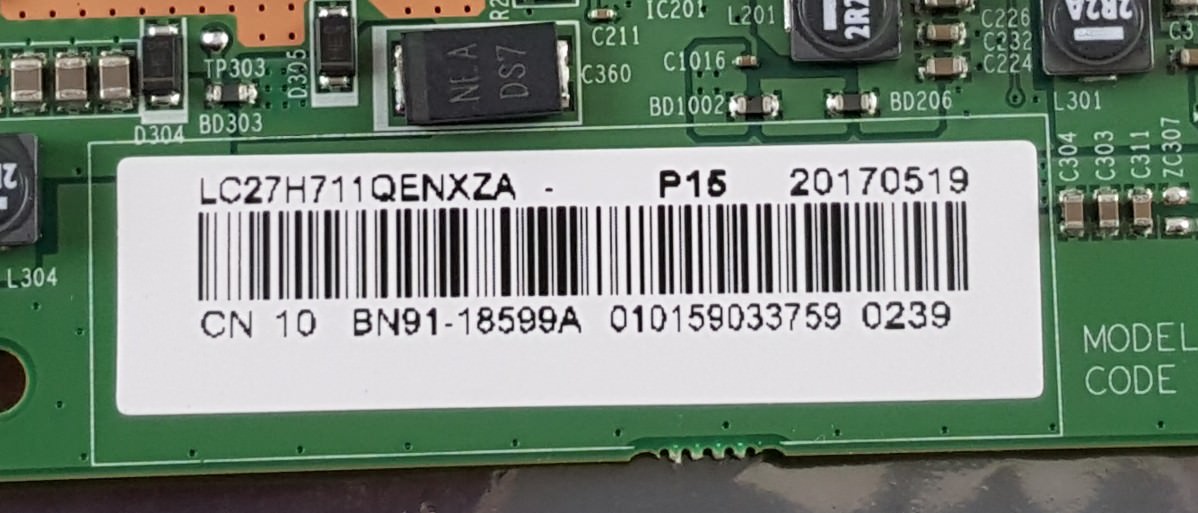 IC201
L201
2R2
C226
C232
C224
2R2A
C211
TP303
D305
NEA
DS7
C360
C1016
BD1002
BD206
L301
D304
BD303
C304
C303
C311
ZC307
LC27H711QENXZA - P15 20170519
L304
CN 10 BN91-18599A 010159033759 0239
MODEL
CODE